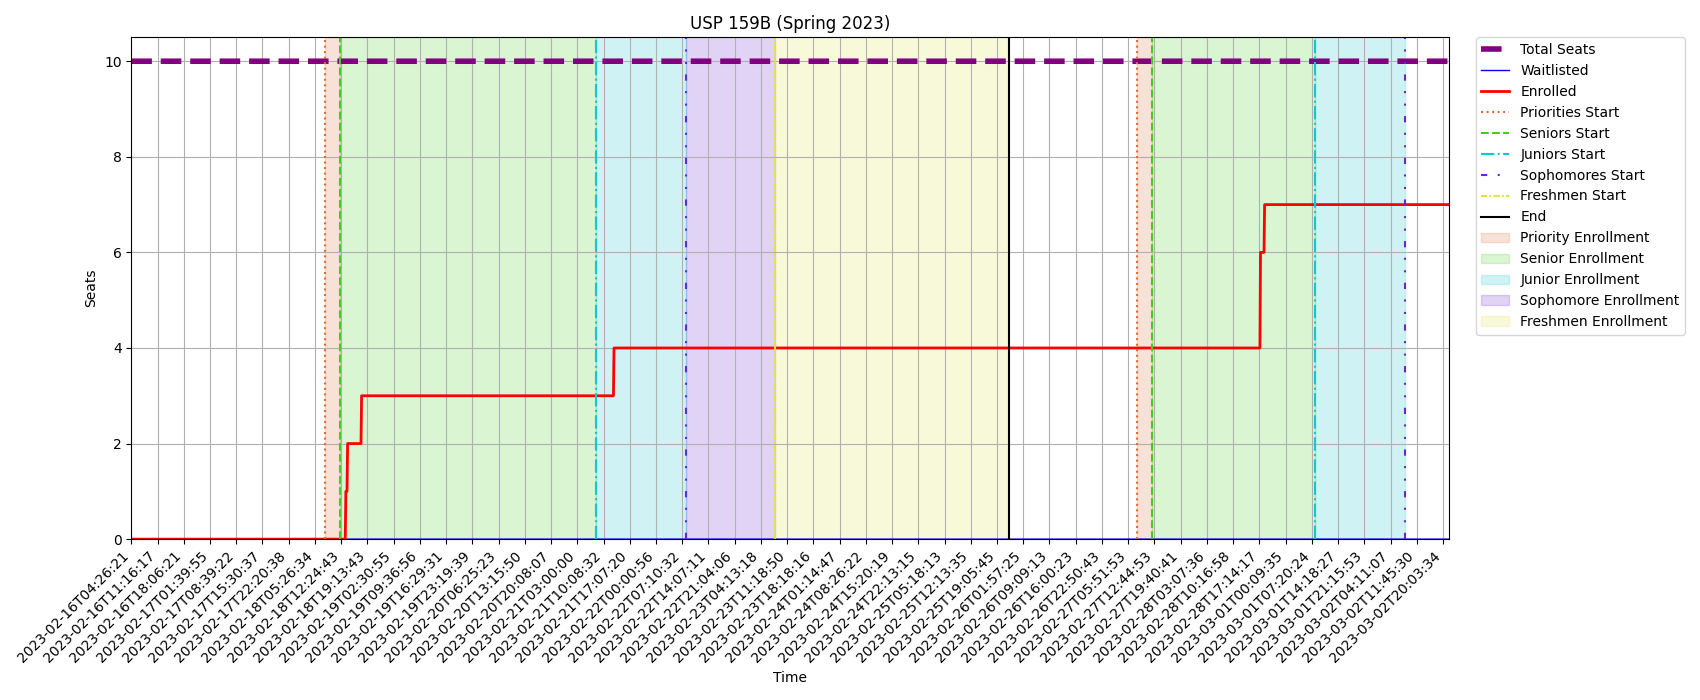 USP 159B (Spring 2023)
Seats
10
8
6
4
2
0
2023-02-16T04:26:21
2023-02-16T11:16:17
2023-02-16T18:06:21
2023-02-17T01:39:55
2023-02-17T08:39:22
2023-02-17T15:30:37
2023-02-17T22:20:38
2023-02-18T05:26:34
2023-02-18T12:24:43
2023-02-18T19:13:43
2023-02-19T02:30:55
2023-02-19T09:36:56
2023-02-19T16:29:31
2023-02-19T23:19:39
2023-02-20T06:25:23
2023-02-20T13:15:50
2023-02-20T20:08:07
2023-02-21T03:00:00
2023-02-21T10:08:32
2023-02-21T17:07:20
2023-02-22T00:00:56
2023-02-22T07:10:32
2023-02-22T14:07:11
2023-02-22T21:04:06
2023-02-23T04:13:18
2023-02-23T11:18:50
2023-02-23T18:18:16
2023-02-24T01:14:47
2023-02-24T08:26:22
2023-02-24T15:20:19
2023-02-24T22:13:15
2023-02-25T05:18:13
2023-02-25T12:13:35
2023-02-25T19:05:45
2023-02-26T01:57:25
2023-02-26T09:09:13
2023-02-26T16:00:23
2023-02-26T22:50:43
2023-02-27T05:51:53
2023-02-27T12:44:53
2023-02-27T19:40:41
2023-02-28T03:07:36
2023-02-28T10:16:58
2023-02-28T17:14:17
2023-03-01T00:09:35
2023-03-01T07:20:24
2023-03-01T14:18:27
2023-03-01T21:15:53
2023-03-02T04:11:07
2023-03-02T11:45:30
2023-03-02T20:03:34
Time
Total Seats
Waitlisted
Enrolled
Priorities Start
Seniors Start
Juniors Start
Sophomores Start
Freshmen Start
End
Priority Enrollment
Senior Enrollment
Junior Enrollment
Sophomore Enrollment
Freshmen Enrollment